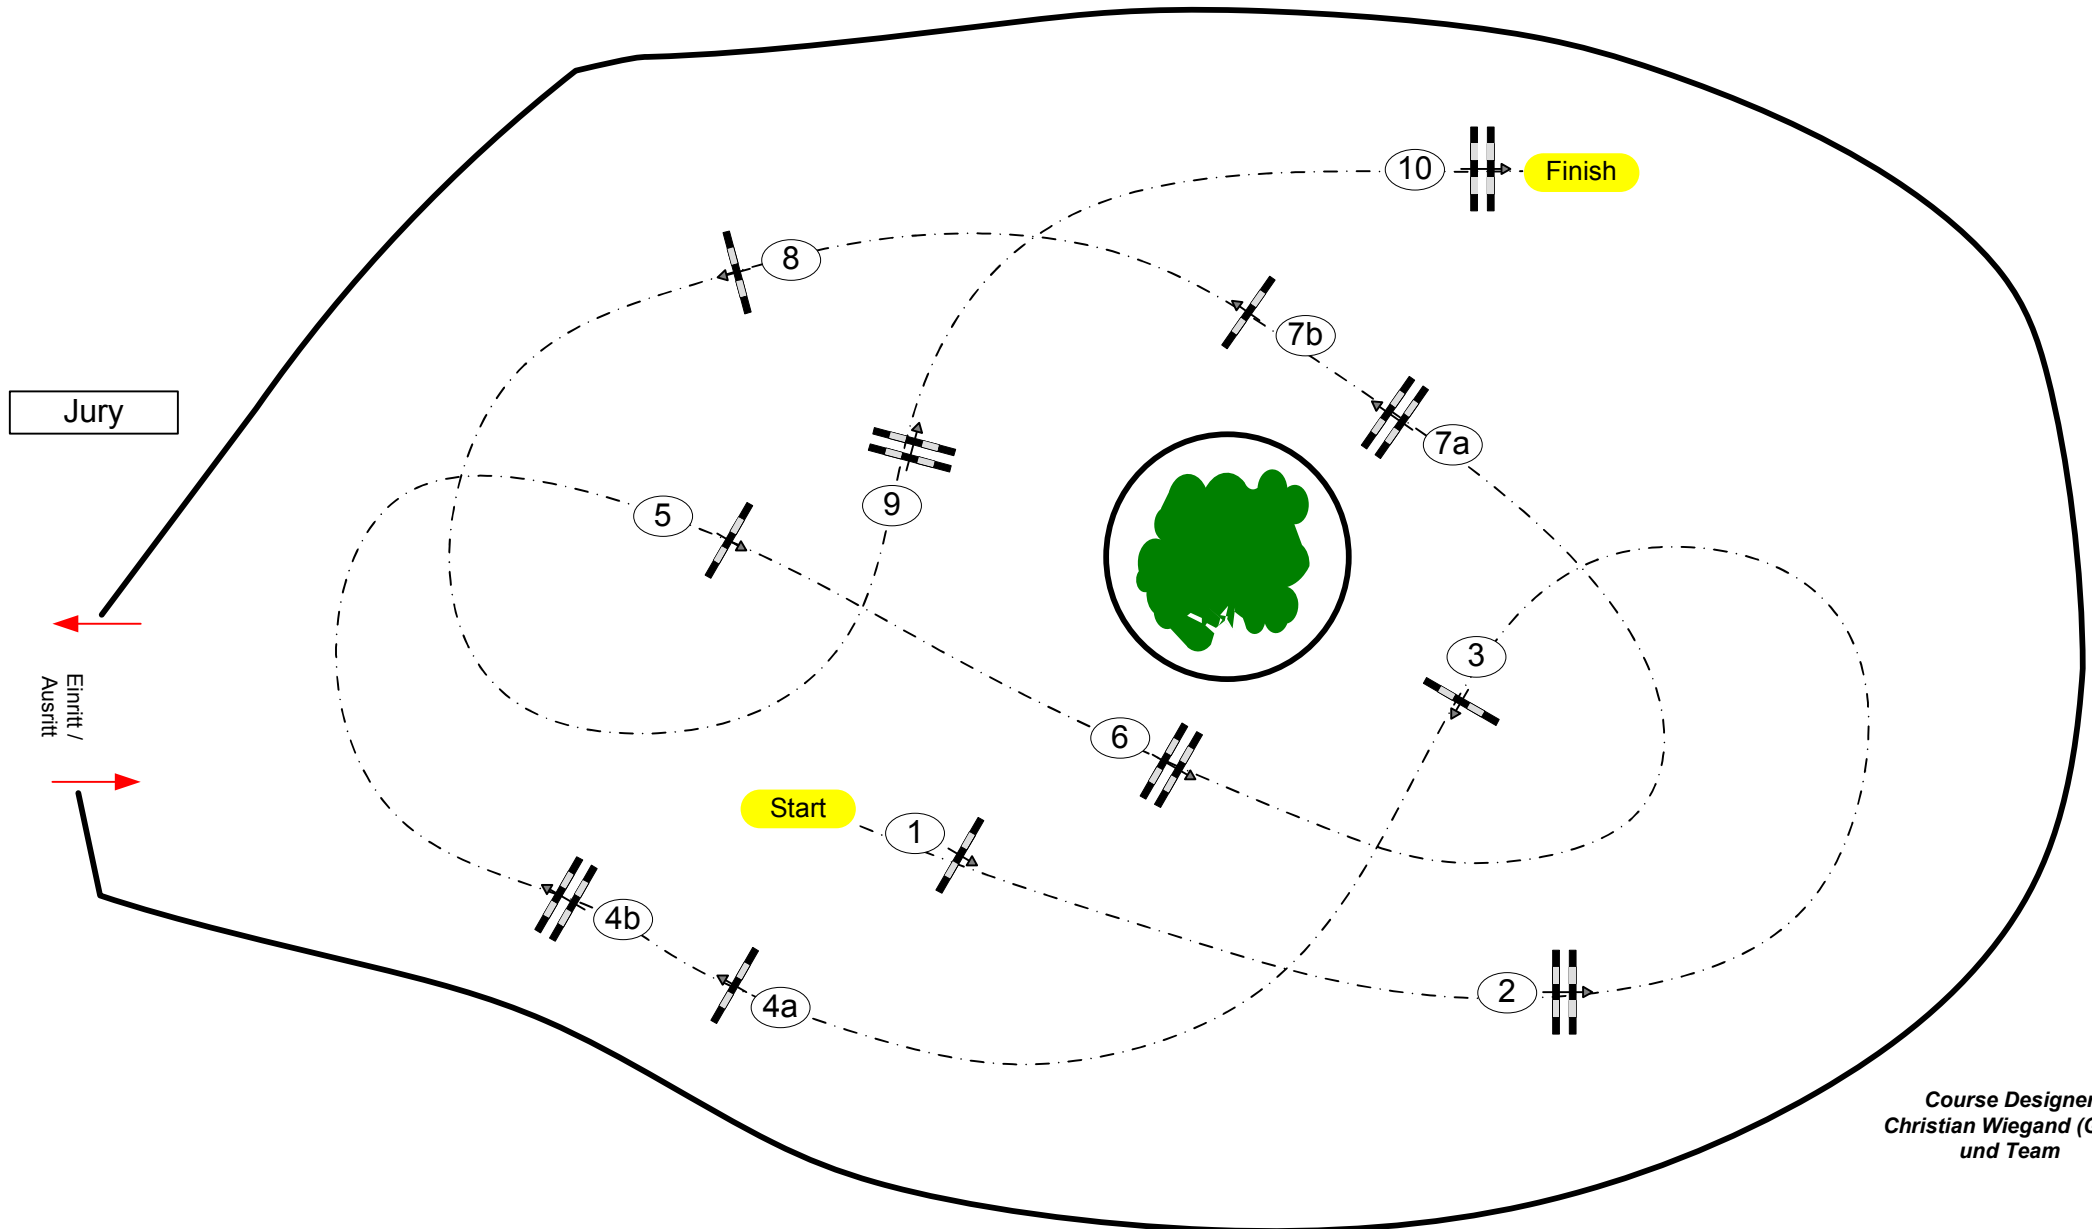 10
Finish
8
7b
Jury
7a
5
9
3
Einritt /
Ausritt
6
Start
1
4b
2
4a
Course Designer
Christian Wiegand (
und Team